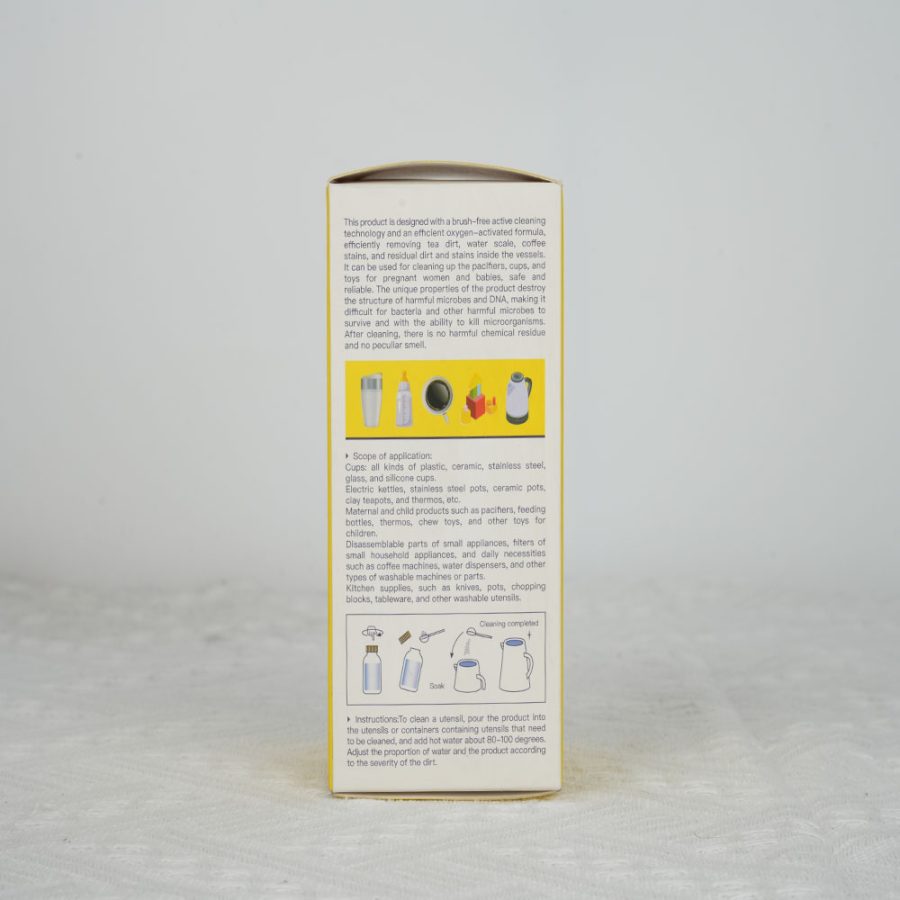 This product is designed with a brush-free active cleaning
technology and an efficient oxygen-activated formula,
efficiently removing tea dirt, water scale, coffee
stains, and residual dirt and stains inside the vessels.
It can be used for cleaning up the pacifiers, cups, and
toys for pregnant women and babies, safe and
reliable. The unique properties of the product destroy
the structure of harmful microbes and DNA, making it
difficult for bacteria and other harmful microbes to
survive and with the ability to kill microorganisms.
After cleaning, there is no harmful chemical residue
and no peculiar smell.
Scope of application:
Cups: all kinds of plastic, ceramic, stainless steel,
glass, and silicone cups.
Electric kettles, stainless steel pots, ceramic pots,
clay teapots, and thermos, etc.
Maternal and child products such as pacifiers, feeding
bottles, thermos, chew toys, and other toys for
children.
Disassemblable parts of small appliances, filters of
small household appliances, and daily necessities
such as coffee machines, water dispensers, and other
types of washable machines or parts.
Kitchen supplies, such as knives, pots, chopping
blocks, tableware, and other washable utensils.
Cleaning completed
Soak
Instructions:To clean a utensil, pour the product into
the utensils or containers containing utensils that need
to be cleaned, and add hot water about 80-100 degrees.
Adjust the proportion of water and the product according
to the severity of the dirt.